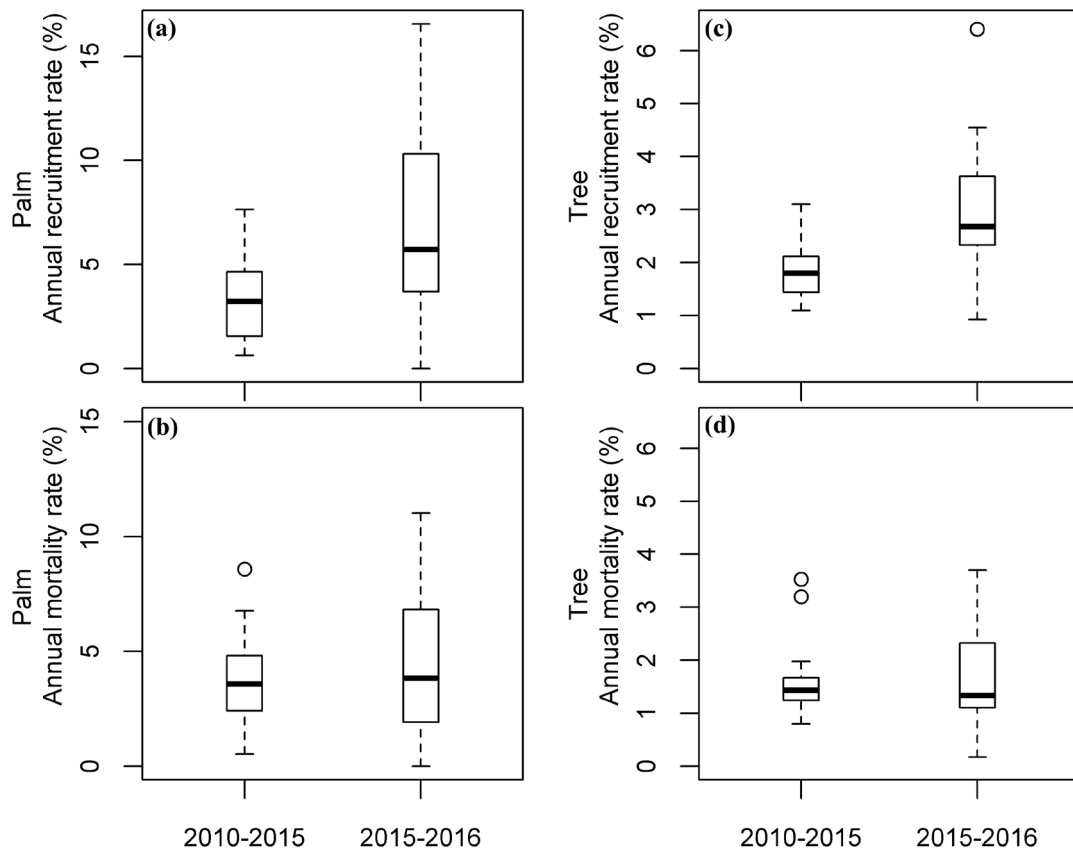 (a)
Palm
Annual recruitment rate (%)
15
10
5
0
(c)
Tree
Annual recruitment rate (%)
6
5
4
3
2
1
0
(b)
Palm
Annual mortality rate (%)
15
10
5
0
2010-2015
2015-2016
(d)
Tree
Annual mortality rate (%)
6
5
4
3
2
1
0
2010-2015
2015-2016